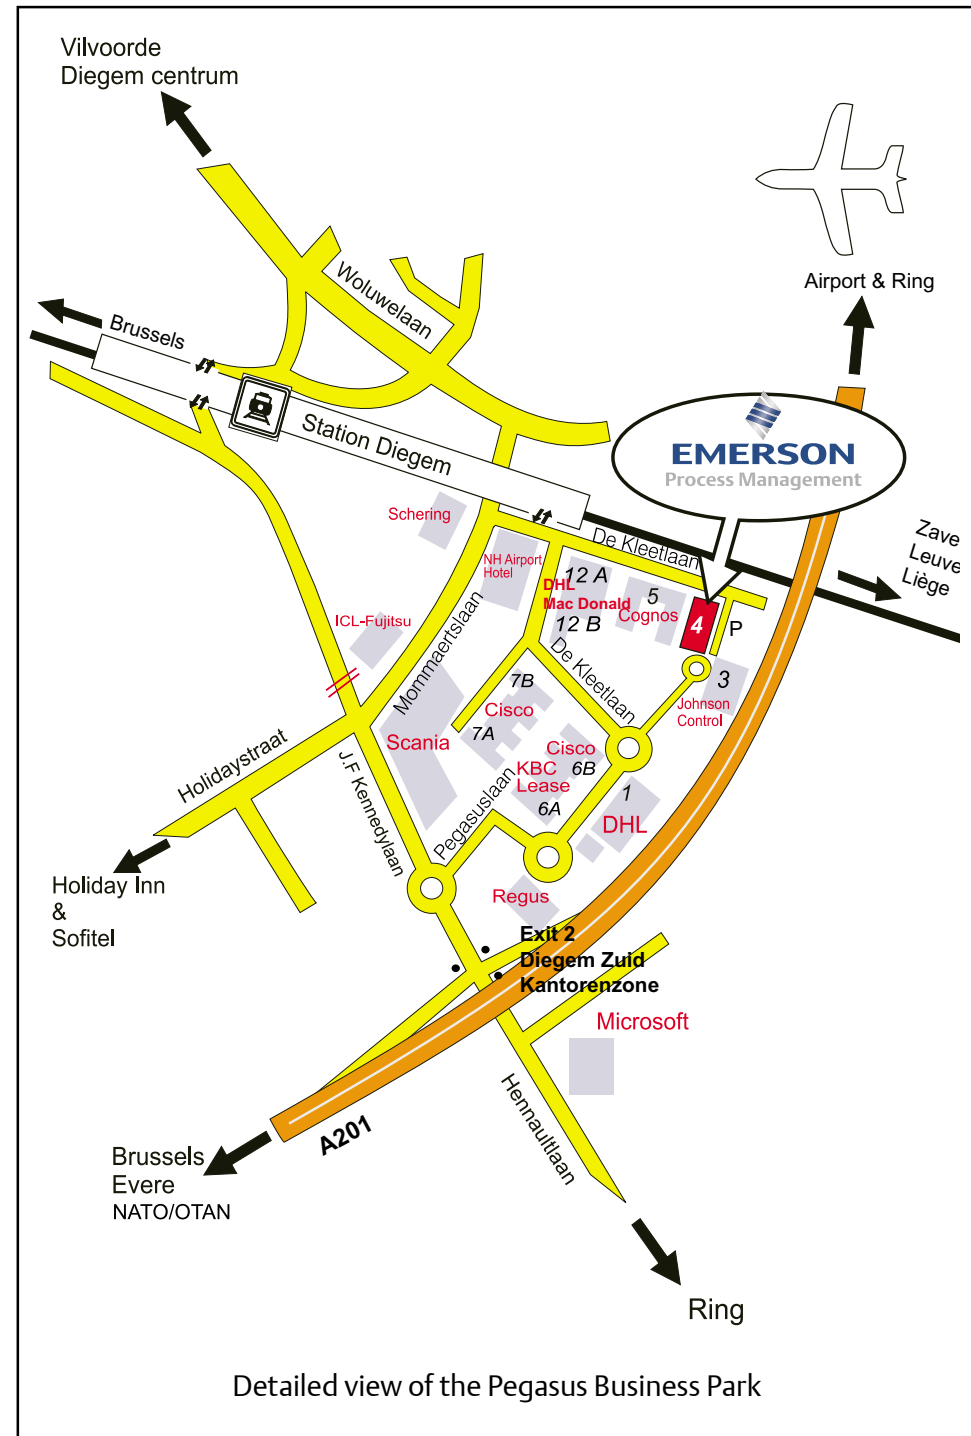 Vilvoorde
Diegem centrum
Airport & Ring
Woluwelaan
Brussels
Station Diegem
EMERSON
Process Management
Schering
NH Airport
Hotel
De Kleetlaan
Zave
Leuve
Liège
12 A
DHL
Mac Donald
12 B
5
Cognos
4
P
ICL-Fujitsu
Mommaertslaan
De Kleetlaan
3
Johnson
Control
7B
Cisco
7A
Scania
Cisco
6B
KBC
Lease
6A
1
DHL
Holidaystraat
J.F Kennedylaan
Pegasuslaan
Holiday Inn
&
Sofitel
Regus
Exit 2
Diegem Zuid
Kantorenzone
Microsoft
Hennaultlaan
A201
Brussels
Evere
NATO/OTAN
Ring
Detailed view of the Pegasus Business Park